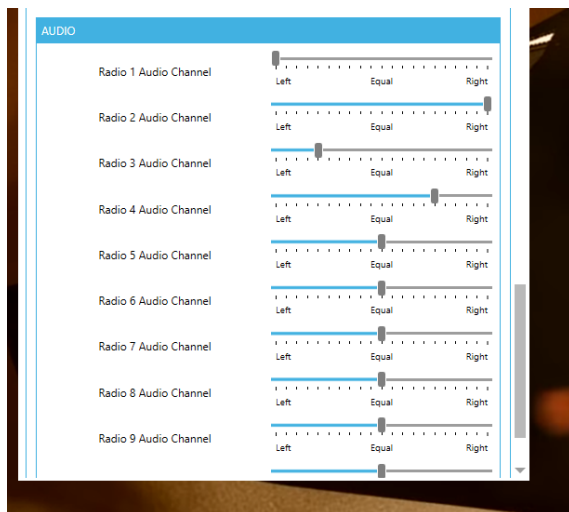 AUDIO
Radio 1 Audio Channel
Left Equal Right
Radio 2 Audio Channel
Left Equal Right
Radio 3 Audio Channel
Left Equal Right
Radio 4 Audio Channel
Left Equal Right
Radio 5 Audio Channel
Left Equal Right
Radio 6 Audio Channel
Left Equal Right
Radio 7 Audio Channel
Left Equal Right
Radio 8 Audio Channel
Left Equal Right
Radio 9 Audio Channel
Left Equal Right